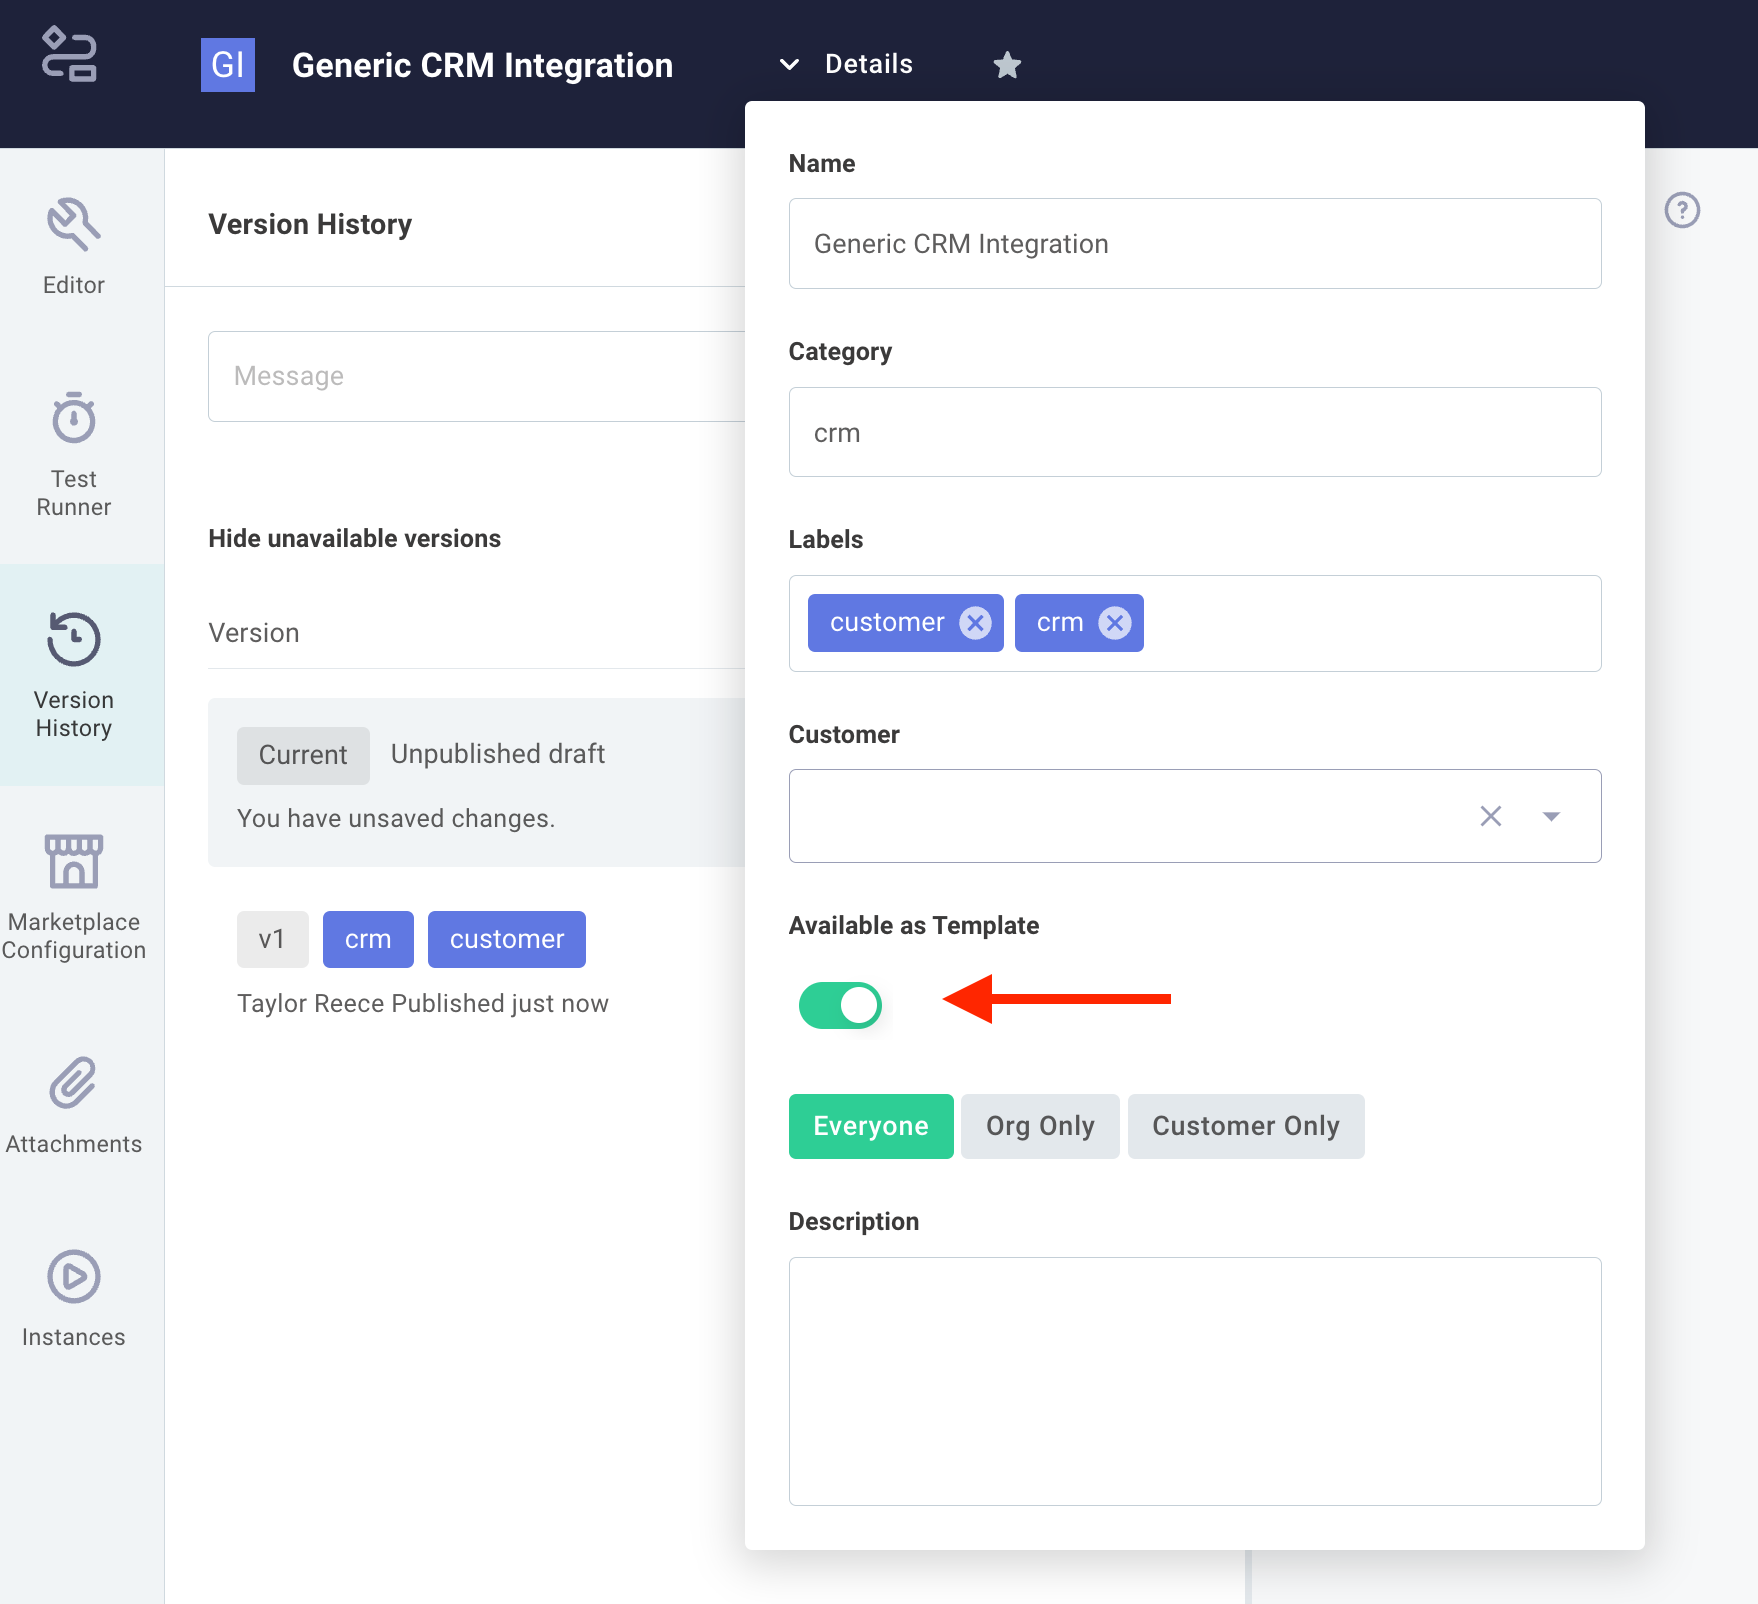 GI
Generic CRM Integration
Details
Editor
Test
Runner
Version
History
Marketplace
Configuration
Attachments
Instances
Version History
Message
Hide unavailable versions
Version
Current Unpublished draft
You have unsaved changes.
v1 crm customer
Taylor Reece Published just now
Name
Generic CRM Integration
Category
crm
Labels
customer crm
Customer
Available as Template
Everyone Org Only Customer Only
Description
?